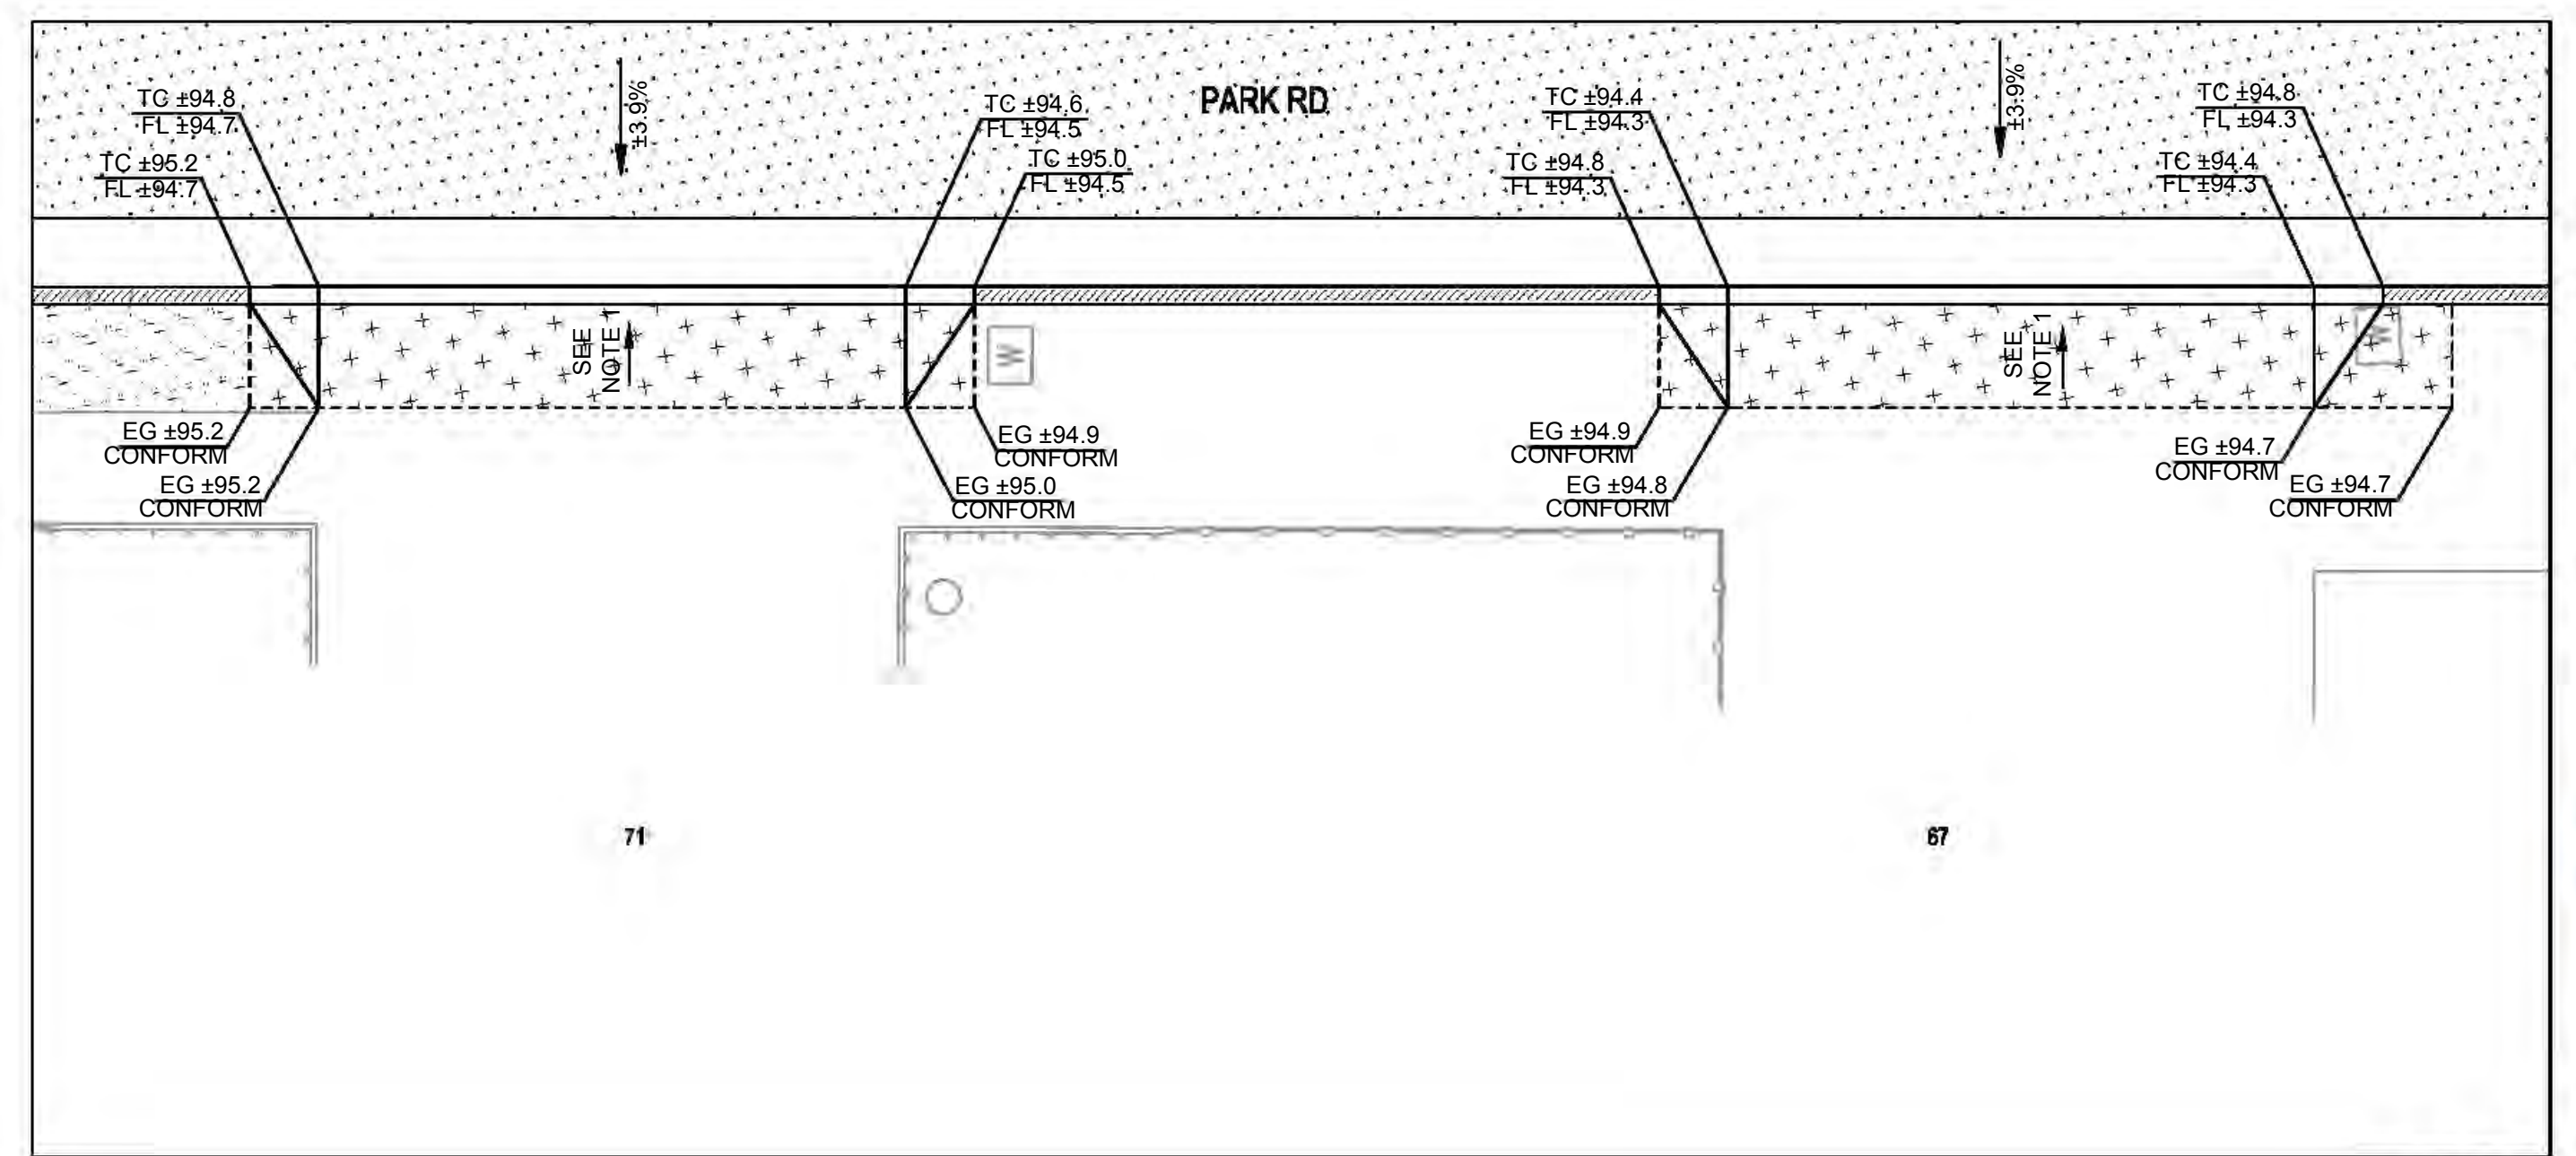 PARK RD
TC ±94.8
FL ±94.7
TC ±95.2
FL ±94.7
±3.9%
TC ±94.6
FL ±94.5
TC ±95.0
FL ±94.5
TC ±94.4
FL ±94.3
TC ±94.8
FL ±94.3
±3.9%
TC ±94.8
FL ±94.3
TC ±94.4
FL ±94.3
SEE
NOTE 1
W
SEE
NOTE 1
W
EG ±95.2
CONFORM
EG ±95.2
CONFORM
EG ±94.9
CONFORM
EG ±95.0
CONFORM
EG ±94.9
CONFORM
EG ±94.8
CONFORM
EG ±94.7
CONFORM
EG ±94.7
CONFORM
71
67